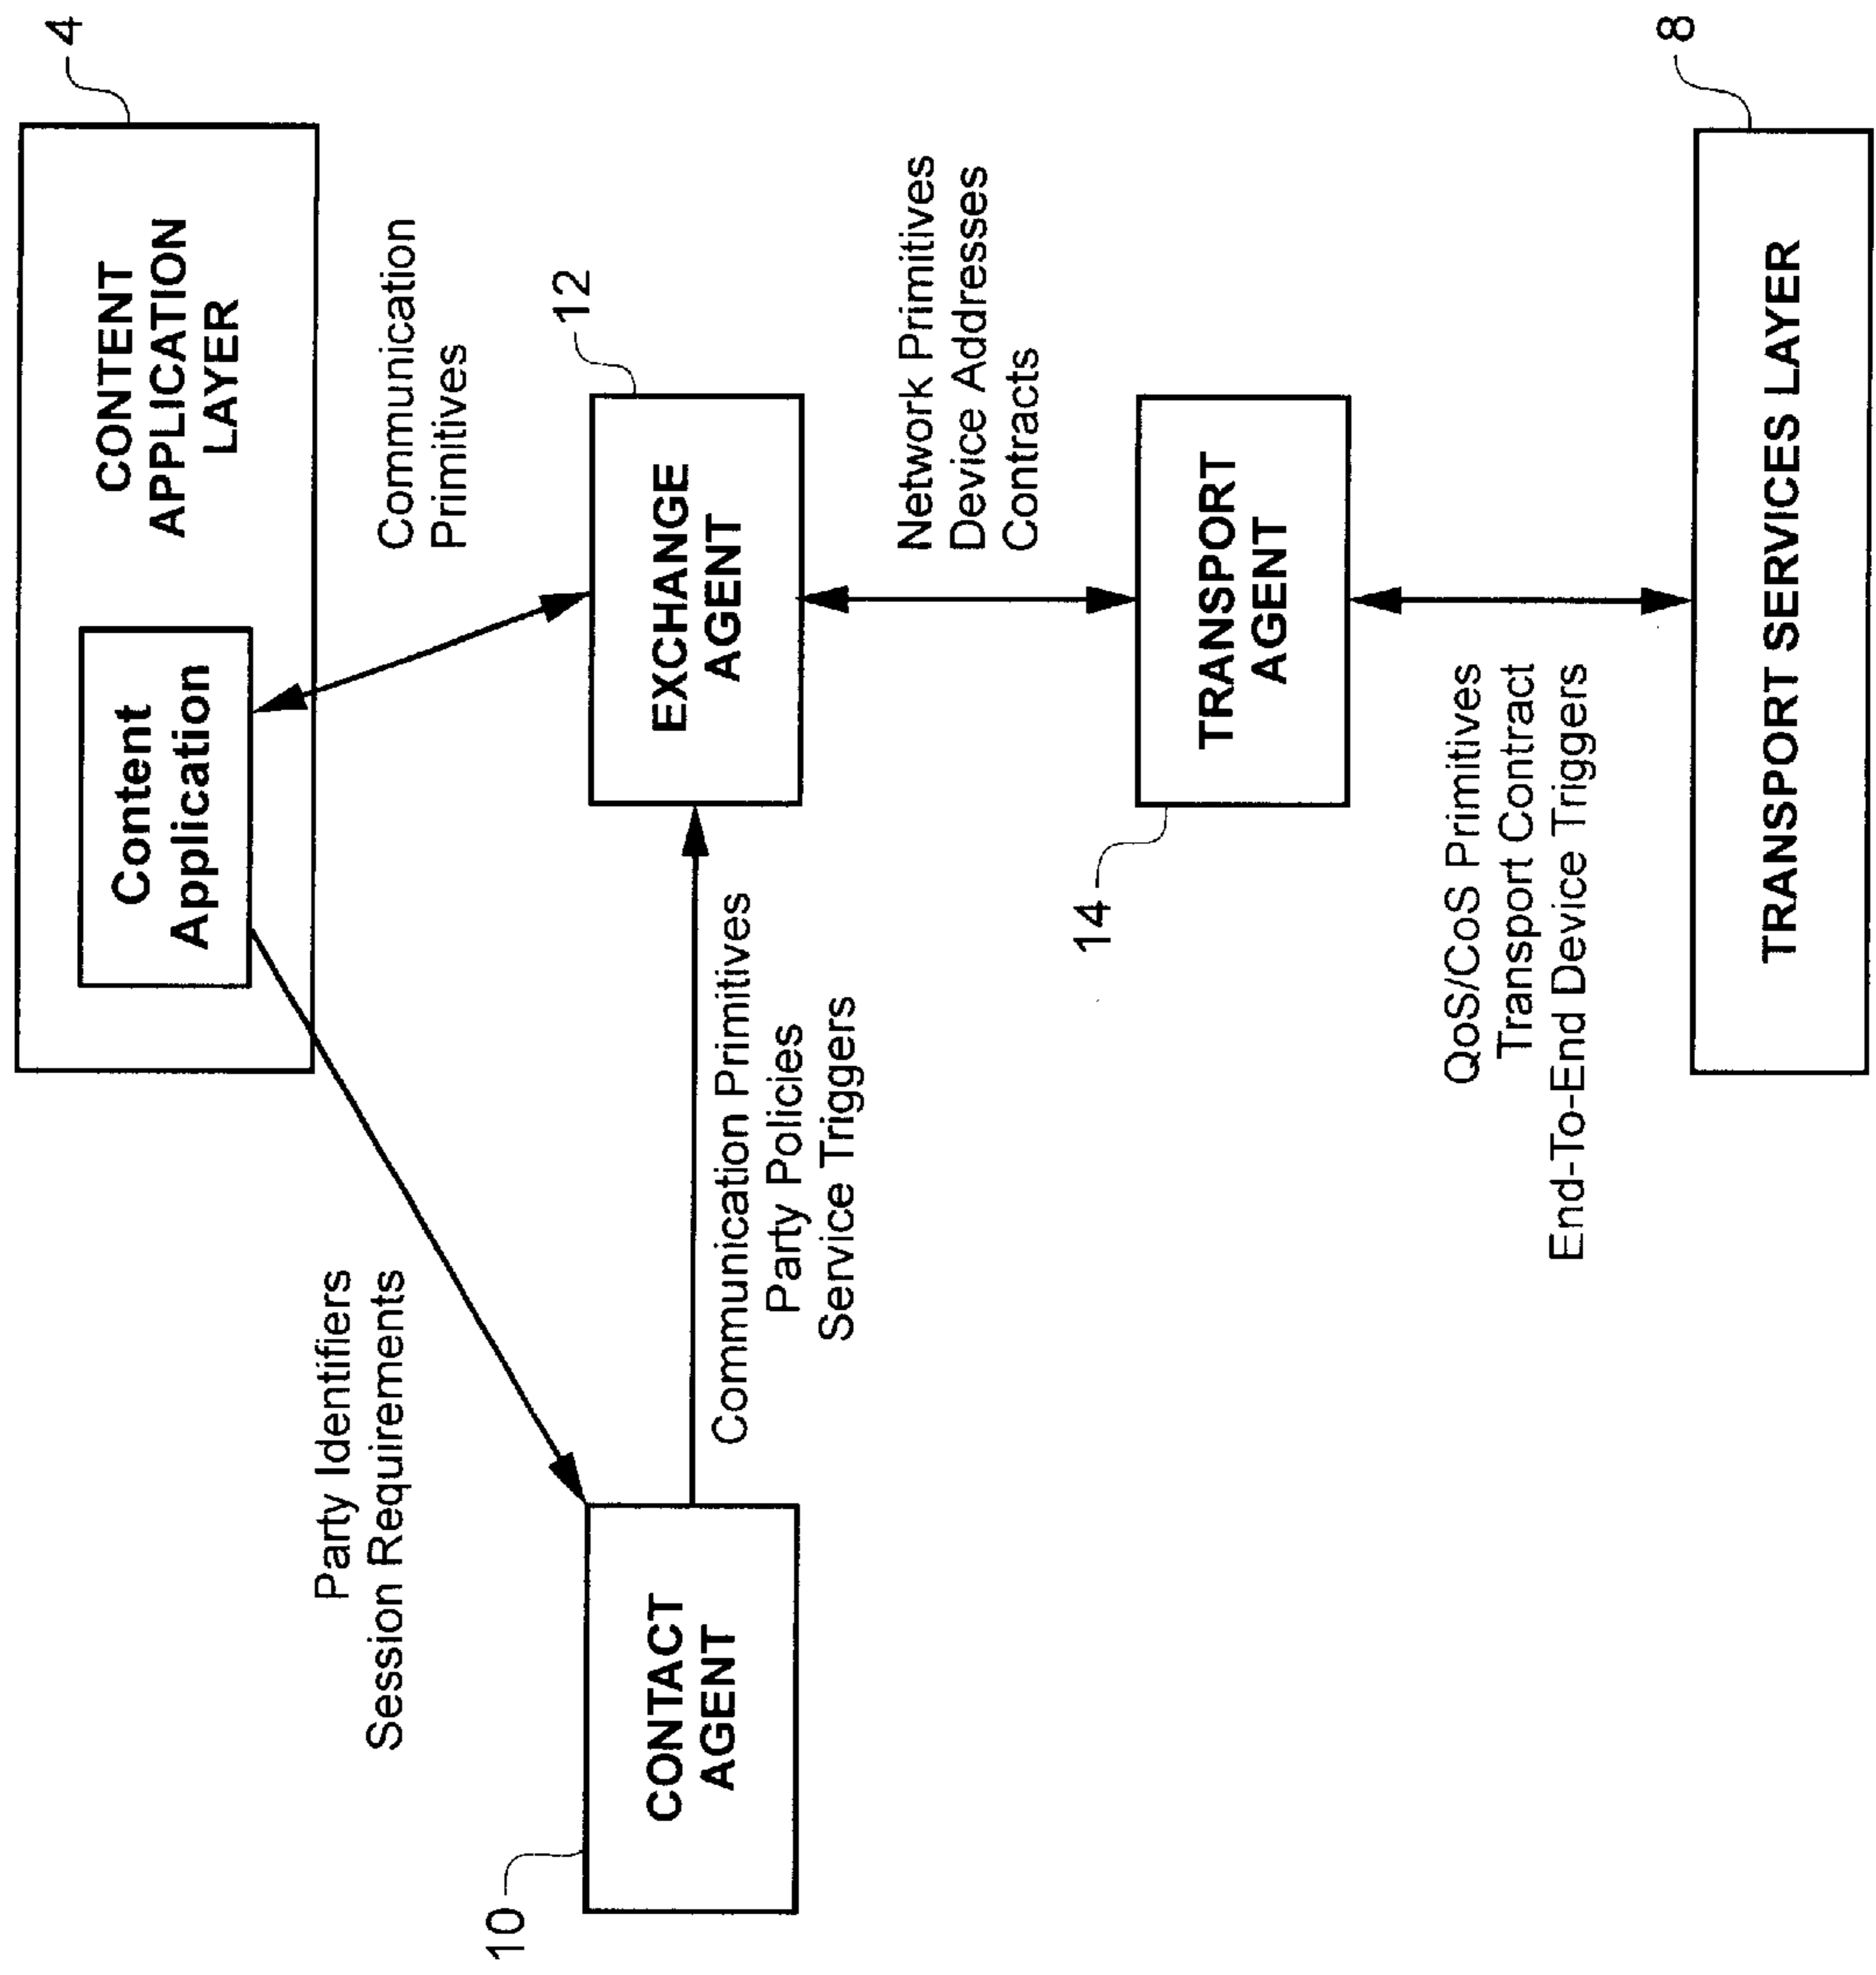 4
CONTENT
APPLICATION
LAYER
Content
Application
Communication
Primitives
Party Identifiers
Session Requirements
12
EXCHANGE
AGENT
10
CONTACT
AGENT
Communication Primitives
Party Policies
Service Triggers
Network Primitives
Device Addresses
Contracts
14
TRANSPORT
AGENT
QoS/CoS Primitives
Transport Contract
End-To-End Device Triggers
8
TRANSPORT SERVICES LAYER